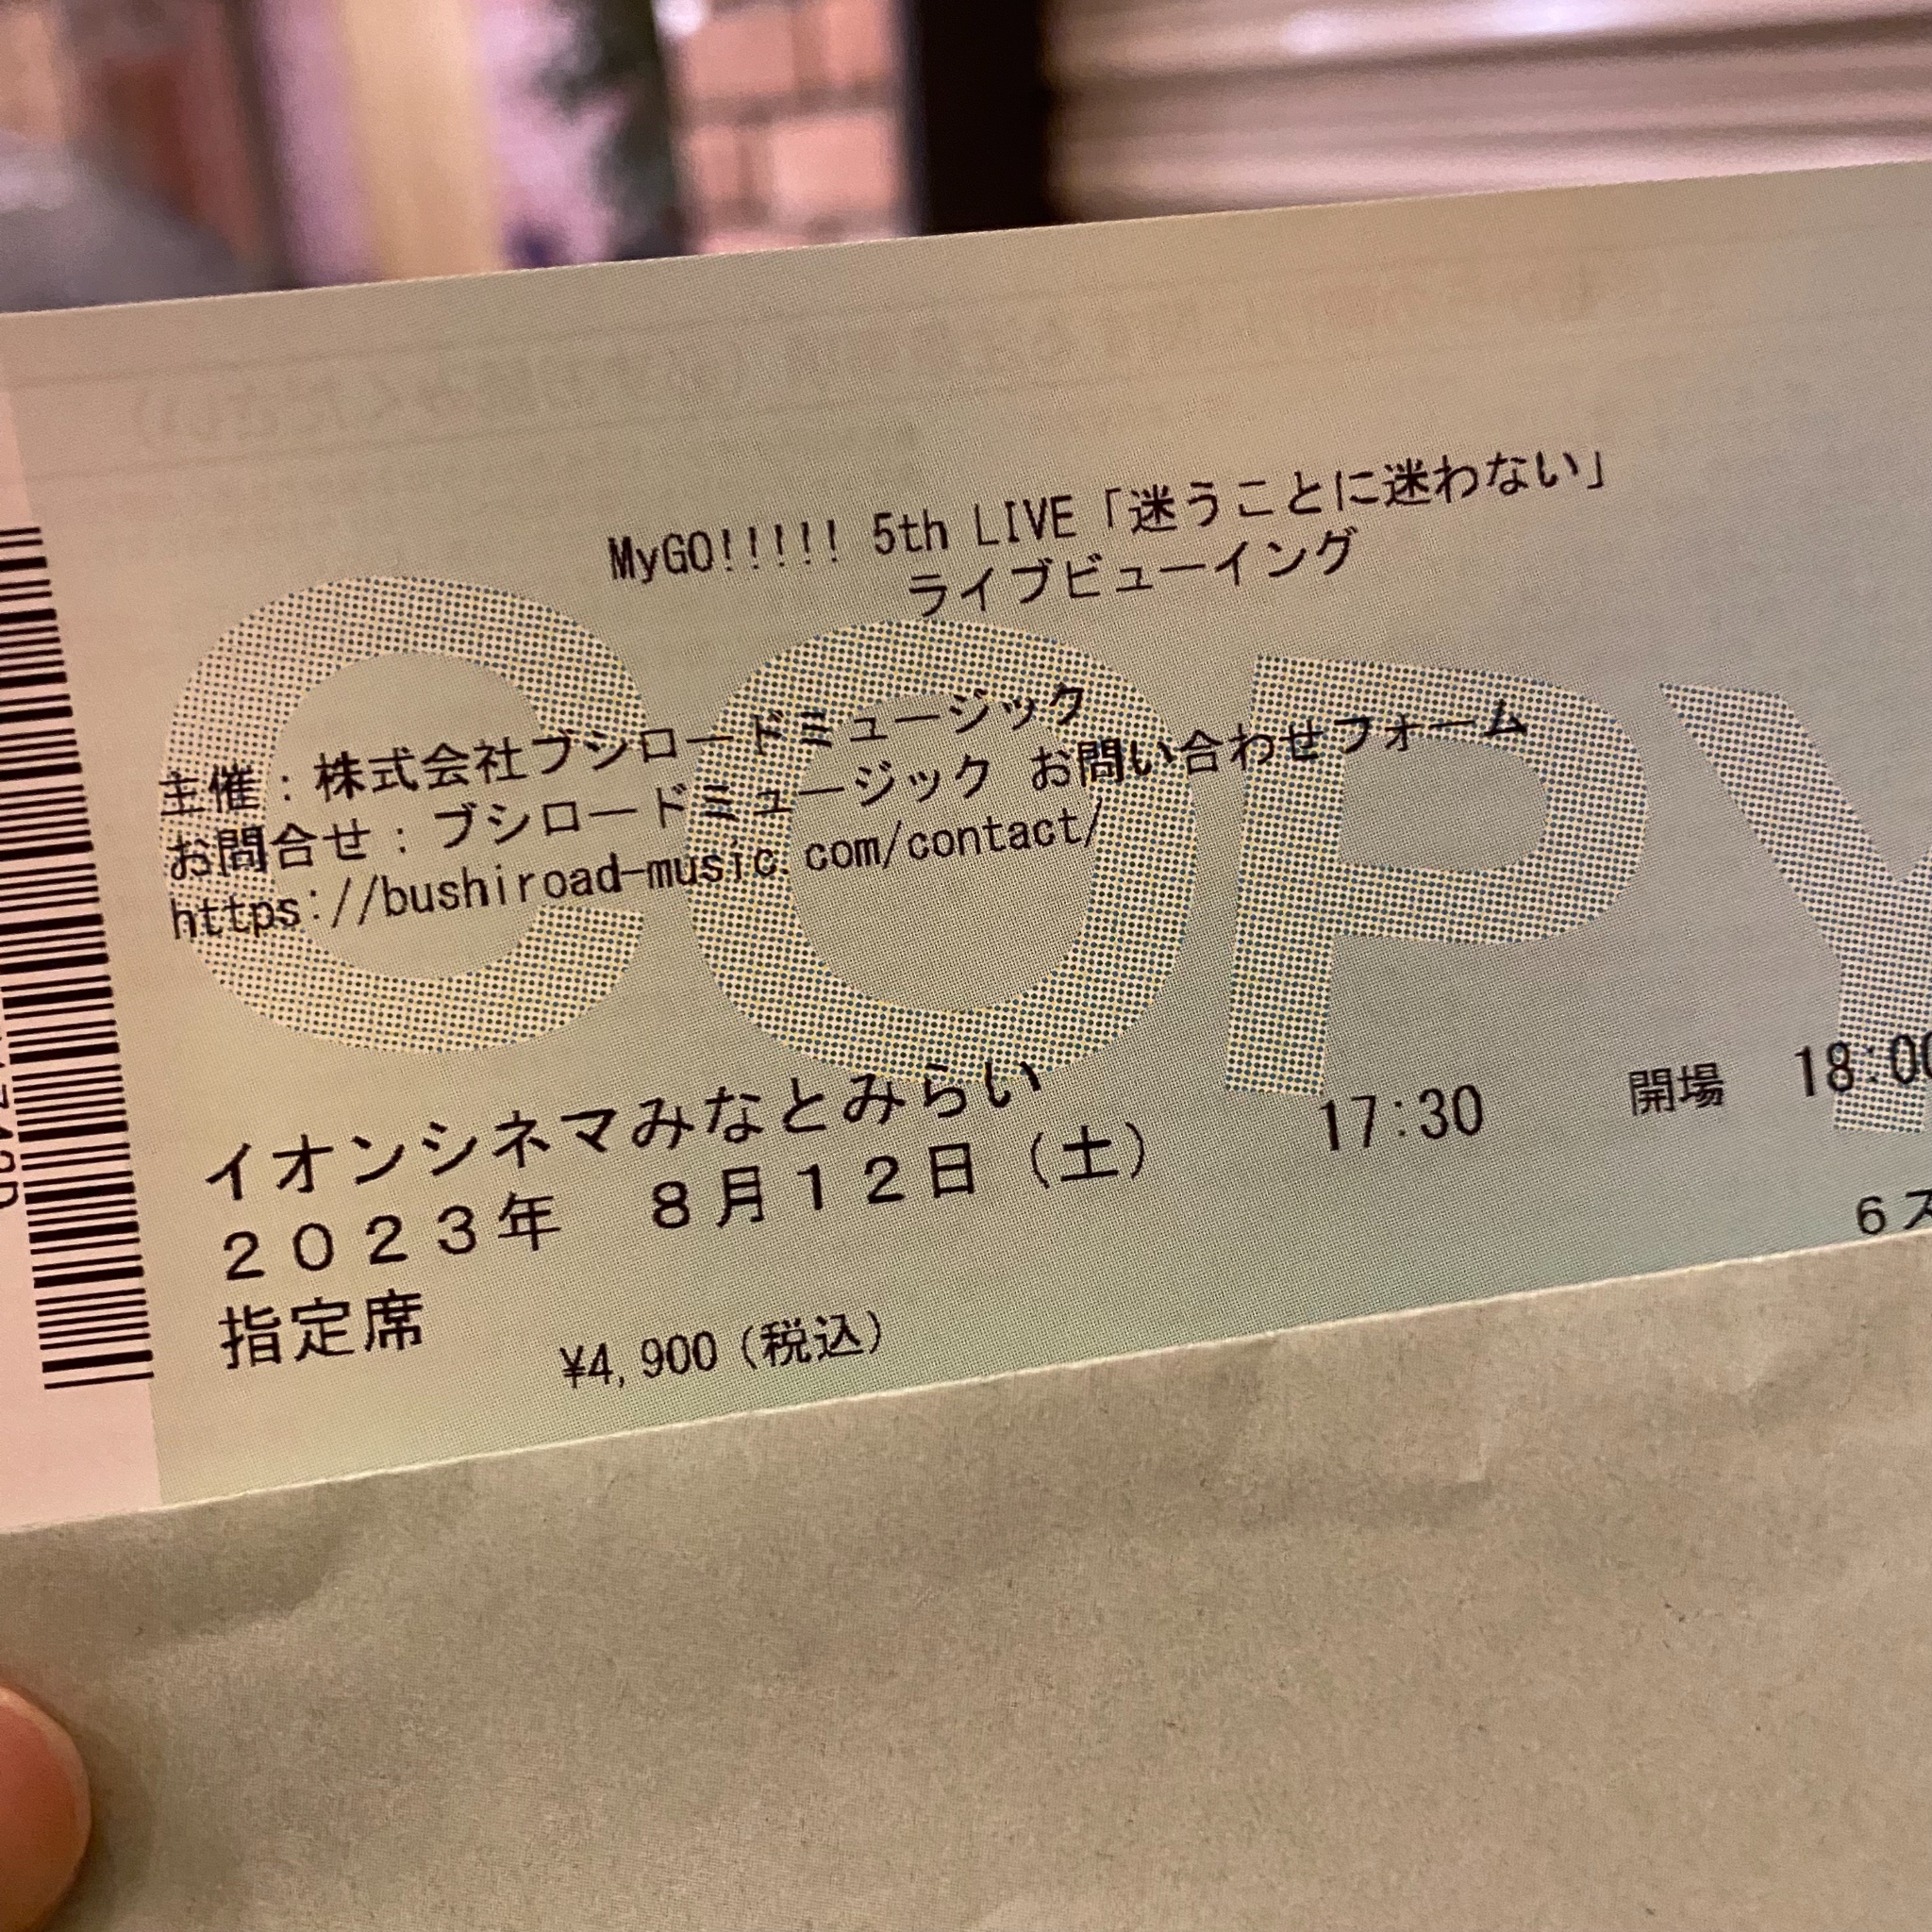 MyGO!!!!! 5th LIVE「迷うことに迷わない」
ライブビューイング
COPY
主催：株式会社ブシロードミュージック
お問合せ：ブシロードミュージック お問い合わせフォーム
https://bushiroad-music.com/contact/
イオンシネマみなとみらい
２０２３年　８月１２日（土） 17:30 開場 18:00
指定席 ¥4,900（税込） 6